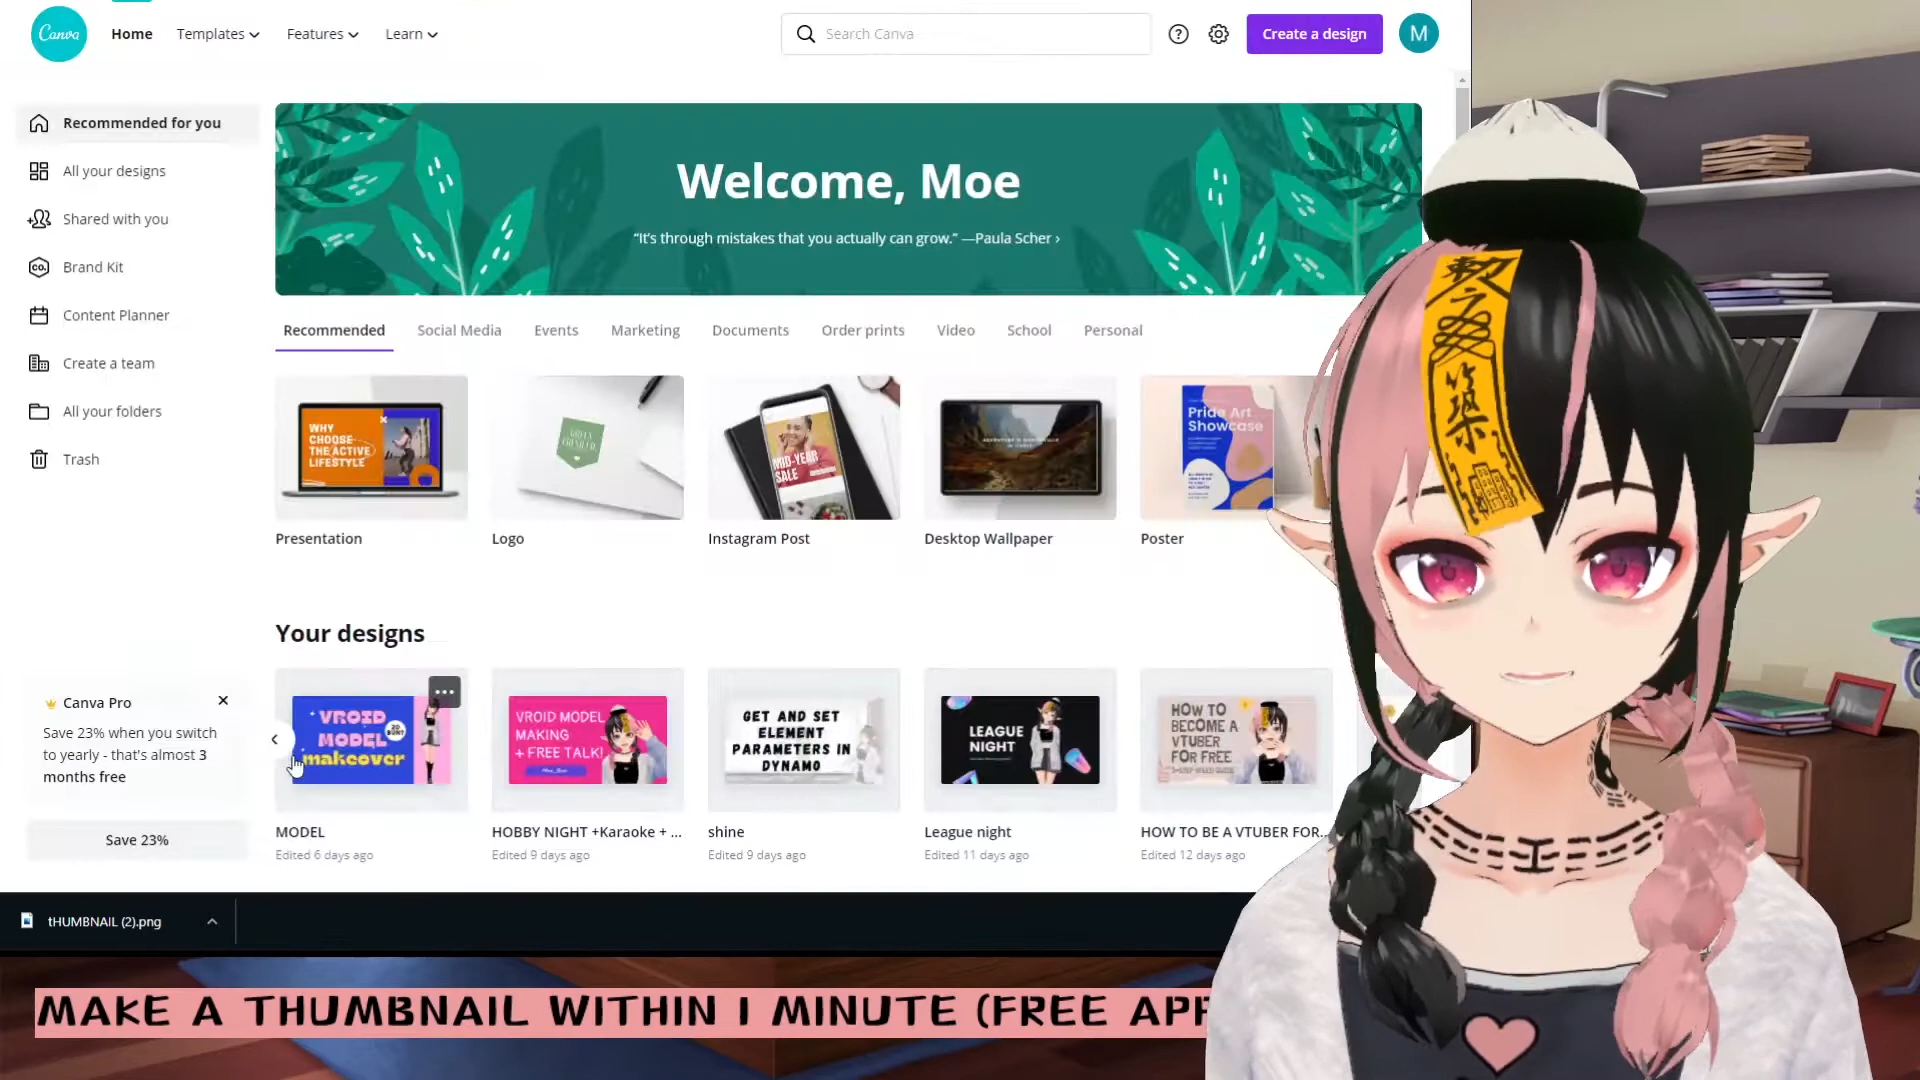 Canva
Home
Templates
Features
Learn
Search Canva
Create a design
M
Recommended for you
All your designs
Shared with you
Brand Kit
Content Planner
Create a team
All your folders
Trash
Welcome, Moe
“It's through mistakes that you actually can grow.” —Paula Scher ›
Recommended
Social Media
Events
Marketing
Documents
Order prints
Video
School
Personal
WHY
CHOOSE
THE ACTIVE
LIFESTYLE
MID-YEAR
SALE
Pride Art
Showcase
Presentation
Logo
Instagram Post
Desktop Wallpaper
Poster
Your designs
VROID
MODEL
makeover
VROID MODEL
MAKING
+ FREE TALK!
GET AND SET
ELEMENT
PARAMETERS IN
DYNAMO
LEAGUE
NIGHT
HOW TO
BECOME A
VTUBER
FOR FREE
MODEL
Edited 6 days ago
HOBBY NIGHT +Karaoke + ...
Edited 9 days ago
shine
Edited 9 days ago
League night
Edited 11 days ago
HOW TO BE A VTUBER FOR...
Edited 12 days ago
Canva Pro
Save 23% when you switch
to yearly - that's almost 3
months free
Save 23%
tHUMBNAIL (2).png
MAKE A THUMBNAIL WITHIN 1 MINUTE (FREE APP